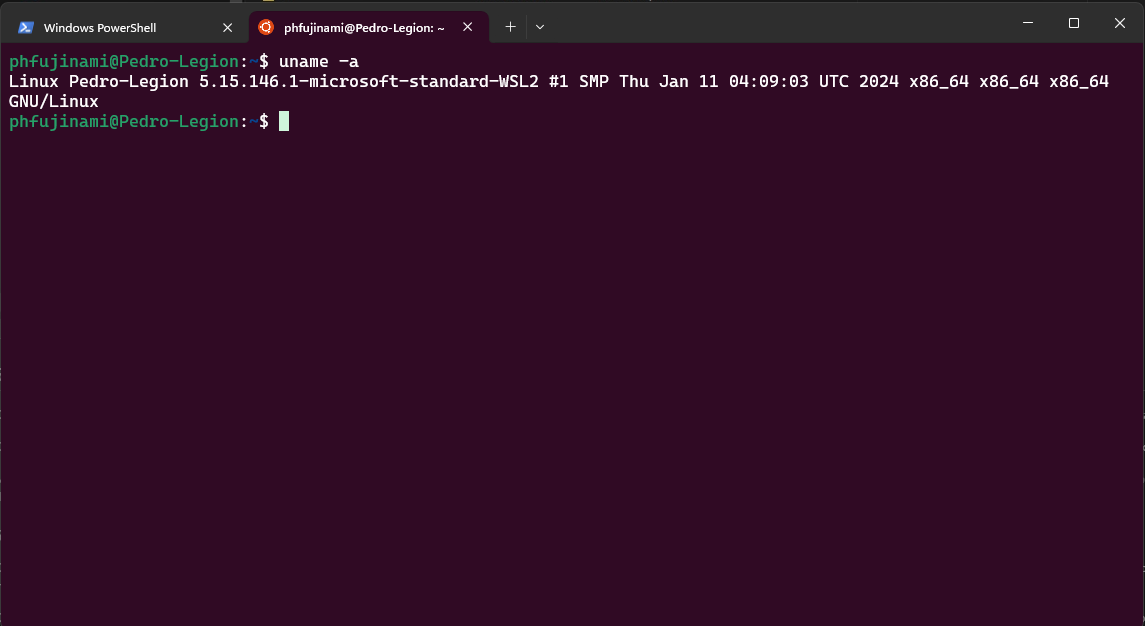 Windows PowerShell
phfujinami@Pedro-Legion: ~
phfujinami@Pedro-Legion:~$ uname -a
Linux Pedro-Legion 5.15.146.1-microsoft-standard-WSL2 #1 SMP Thu Jan 11 04:09:03 UTC 2024 x86_64 x86_64 x86_64
GNU/Linux
phfujinami@Pedro-Legion:~$